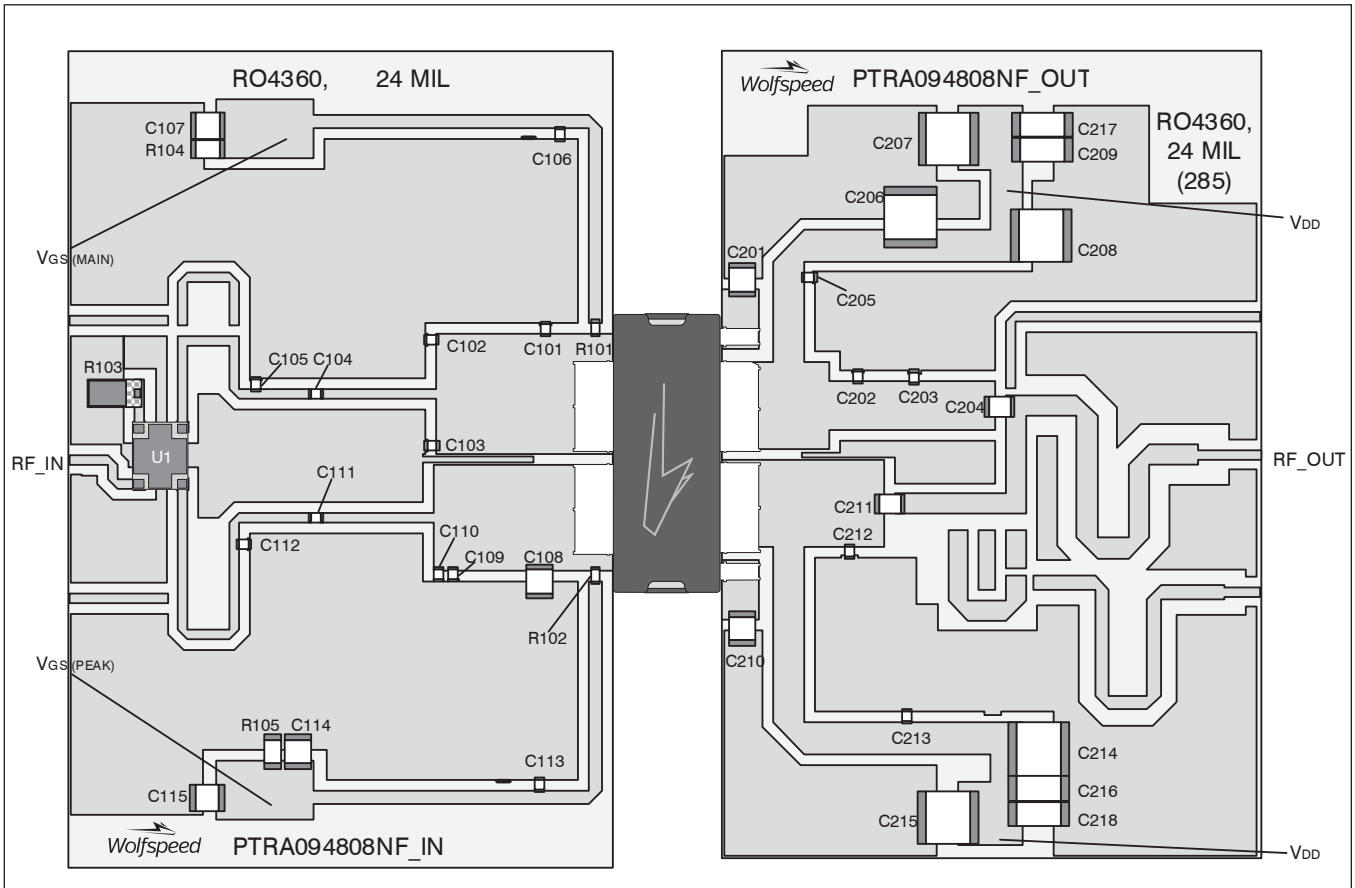 RO4360, 24 MIL
C107
R104
C106
VGS (MAIN)
R103
C105
C104
C102
C101
R101
C103
RF_IN
U1
C111
C112
C110
C109
C108
R102
VGS (PEAK)
R105
C114
C113
C115
Wolfspeed
PTRA094808NF_IN
Wolfspeed
PTRA094808NF_OUT
RO4360,
24 MIL
(285)
C207
C217
C209
C206
VDD
C208
C201
C205
C202
C203
C204
RF_OUT
C211
C212
C210
C213
C214
C216
C215
C218
VDD